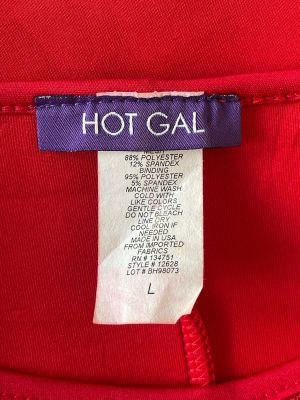 HOT GAL
MESH
88% POLYESTER
12% SPANDEX
BINDING
95% POLYESTER
5% SPANDEX
MACHINE WASH
COLD WITH
LIKE COLORS
GENTLE CYCLE
DO NOT BLEACH
LINE DRY
COOL IRON IF
NEEDED
MADE IN USA
FROM IMPORTED
FABRICS
RN # 134751
STYLE # 12628
LOT # BH98073
L